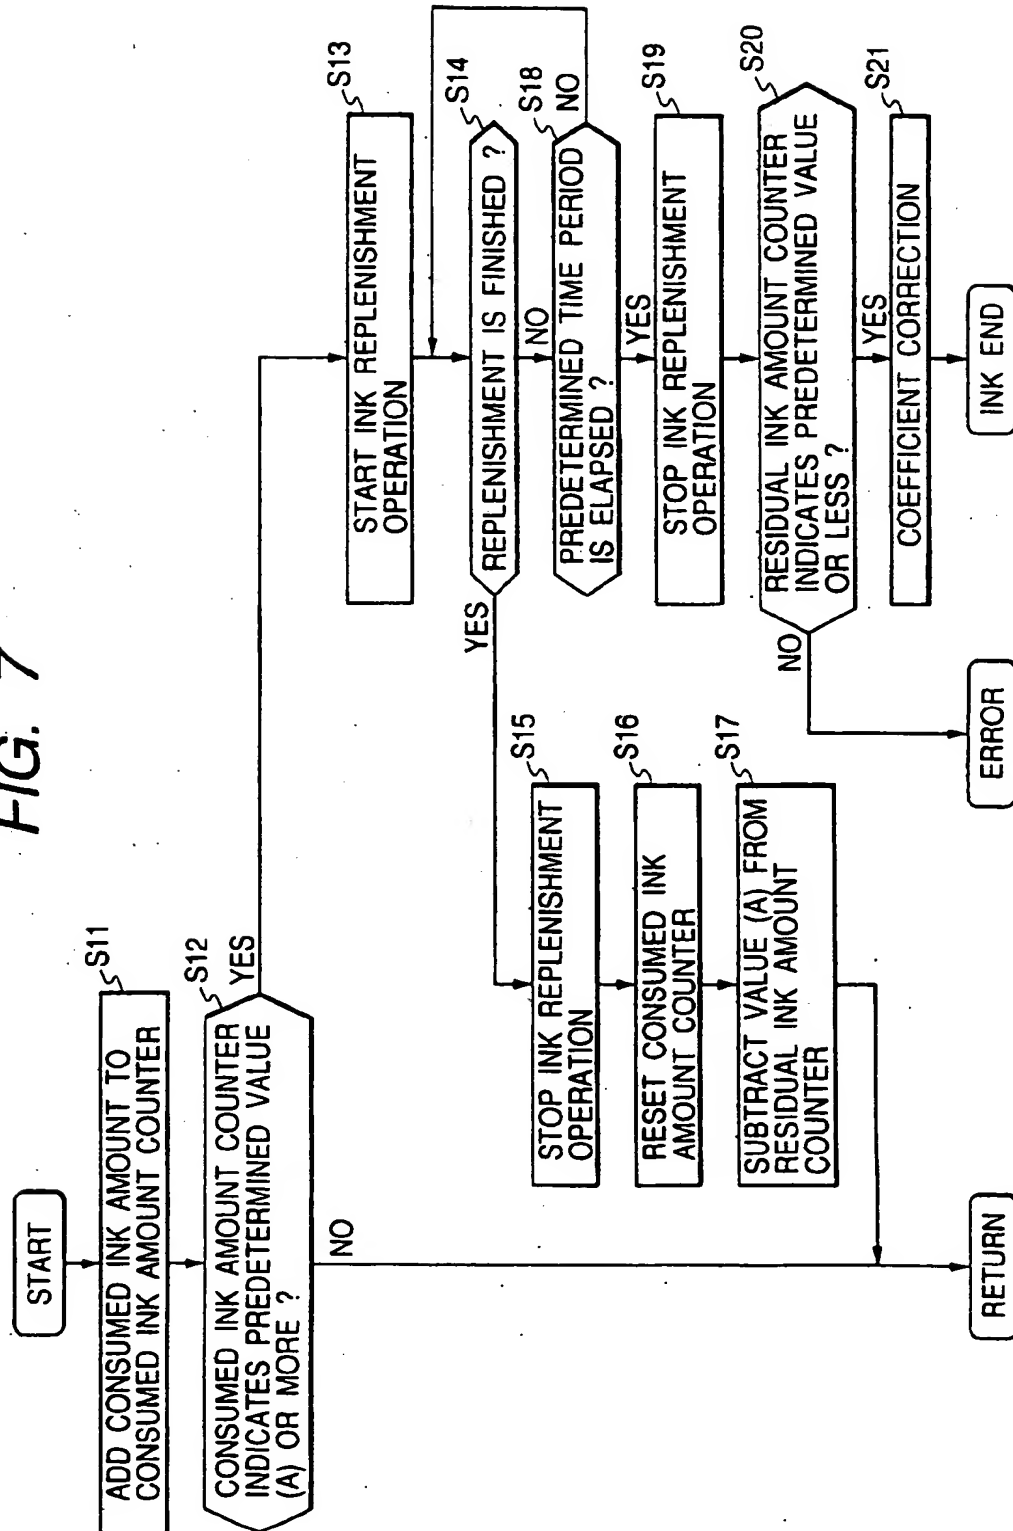 FIG. 7
START
S11
ADD CONSUMED INK AMOUNT TO
CONSUMED INK AMOUNT COUNTER
S12
CONSUMED INK AMOUNT COUNTER
INDICATES PREDETERMINED VALUE
(A) OR MORE ?
YES
NO
S13
START INK REPLENISHMENT
OPERATION
S14
REPLENISHMENT IS FINISHED ?
YES
NO
S15
STOP INK REPLENISHMENT
OPERATION
S16
RESET CONSUMED INK
AMOUNT COUNTER
S17
SUBTRACT VALUE (A) FROM
RESIDUAL INK AMOUNT
COUNTER
S18
PREDETERMINED TIME PERIOD
IS ELAPSED ?
NO
YES
S19
STOP INK REPLENISHMENT
OPERATION
S20
RESIDUAL INK AMOUNT COUNTER
INDICATES PREDETERMINED VALUE
OR LESS ?
NO
YES
S21
COEFFICIENT CORRECTION
RETURN
ERROR
INK END